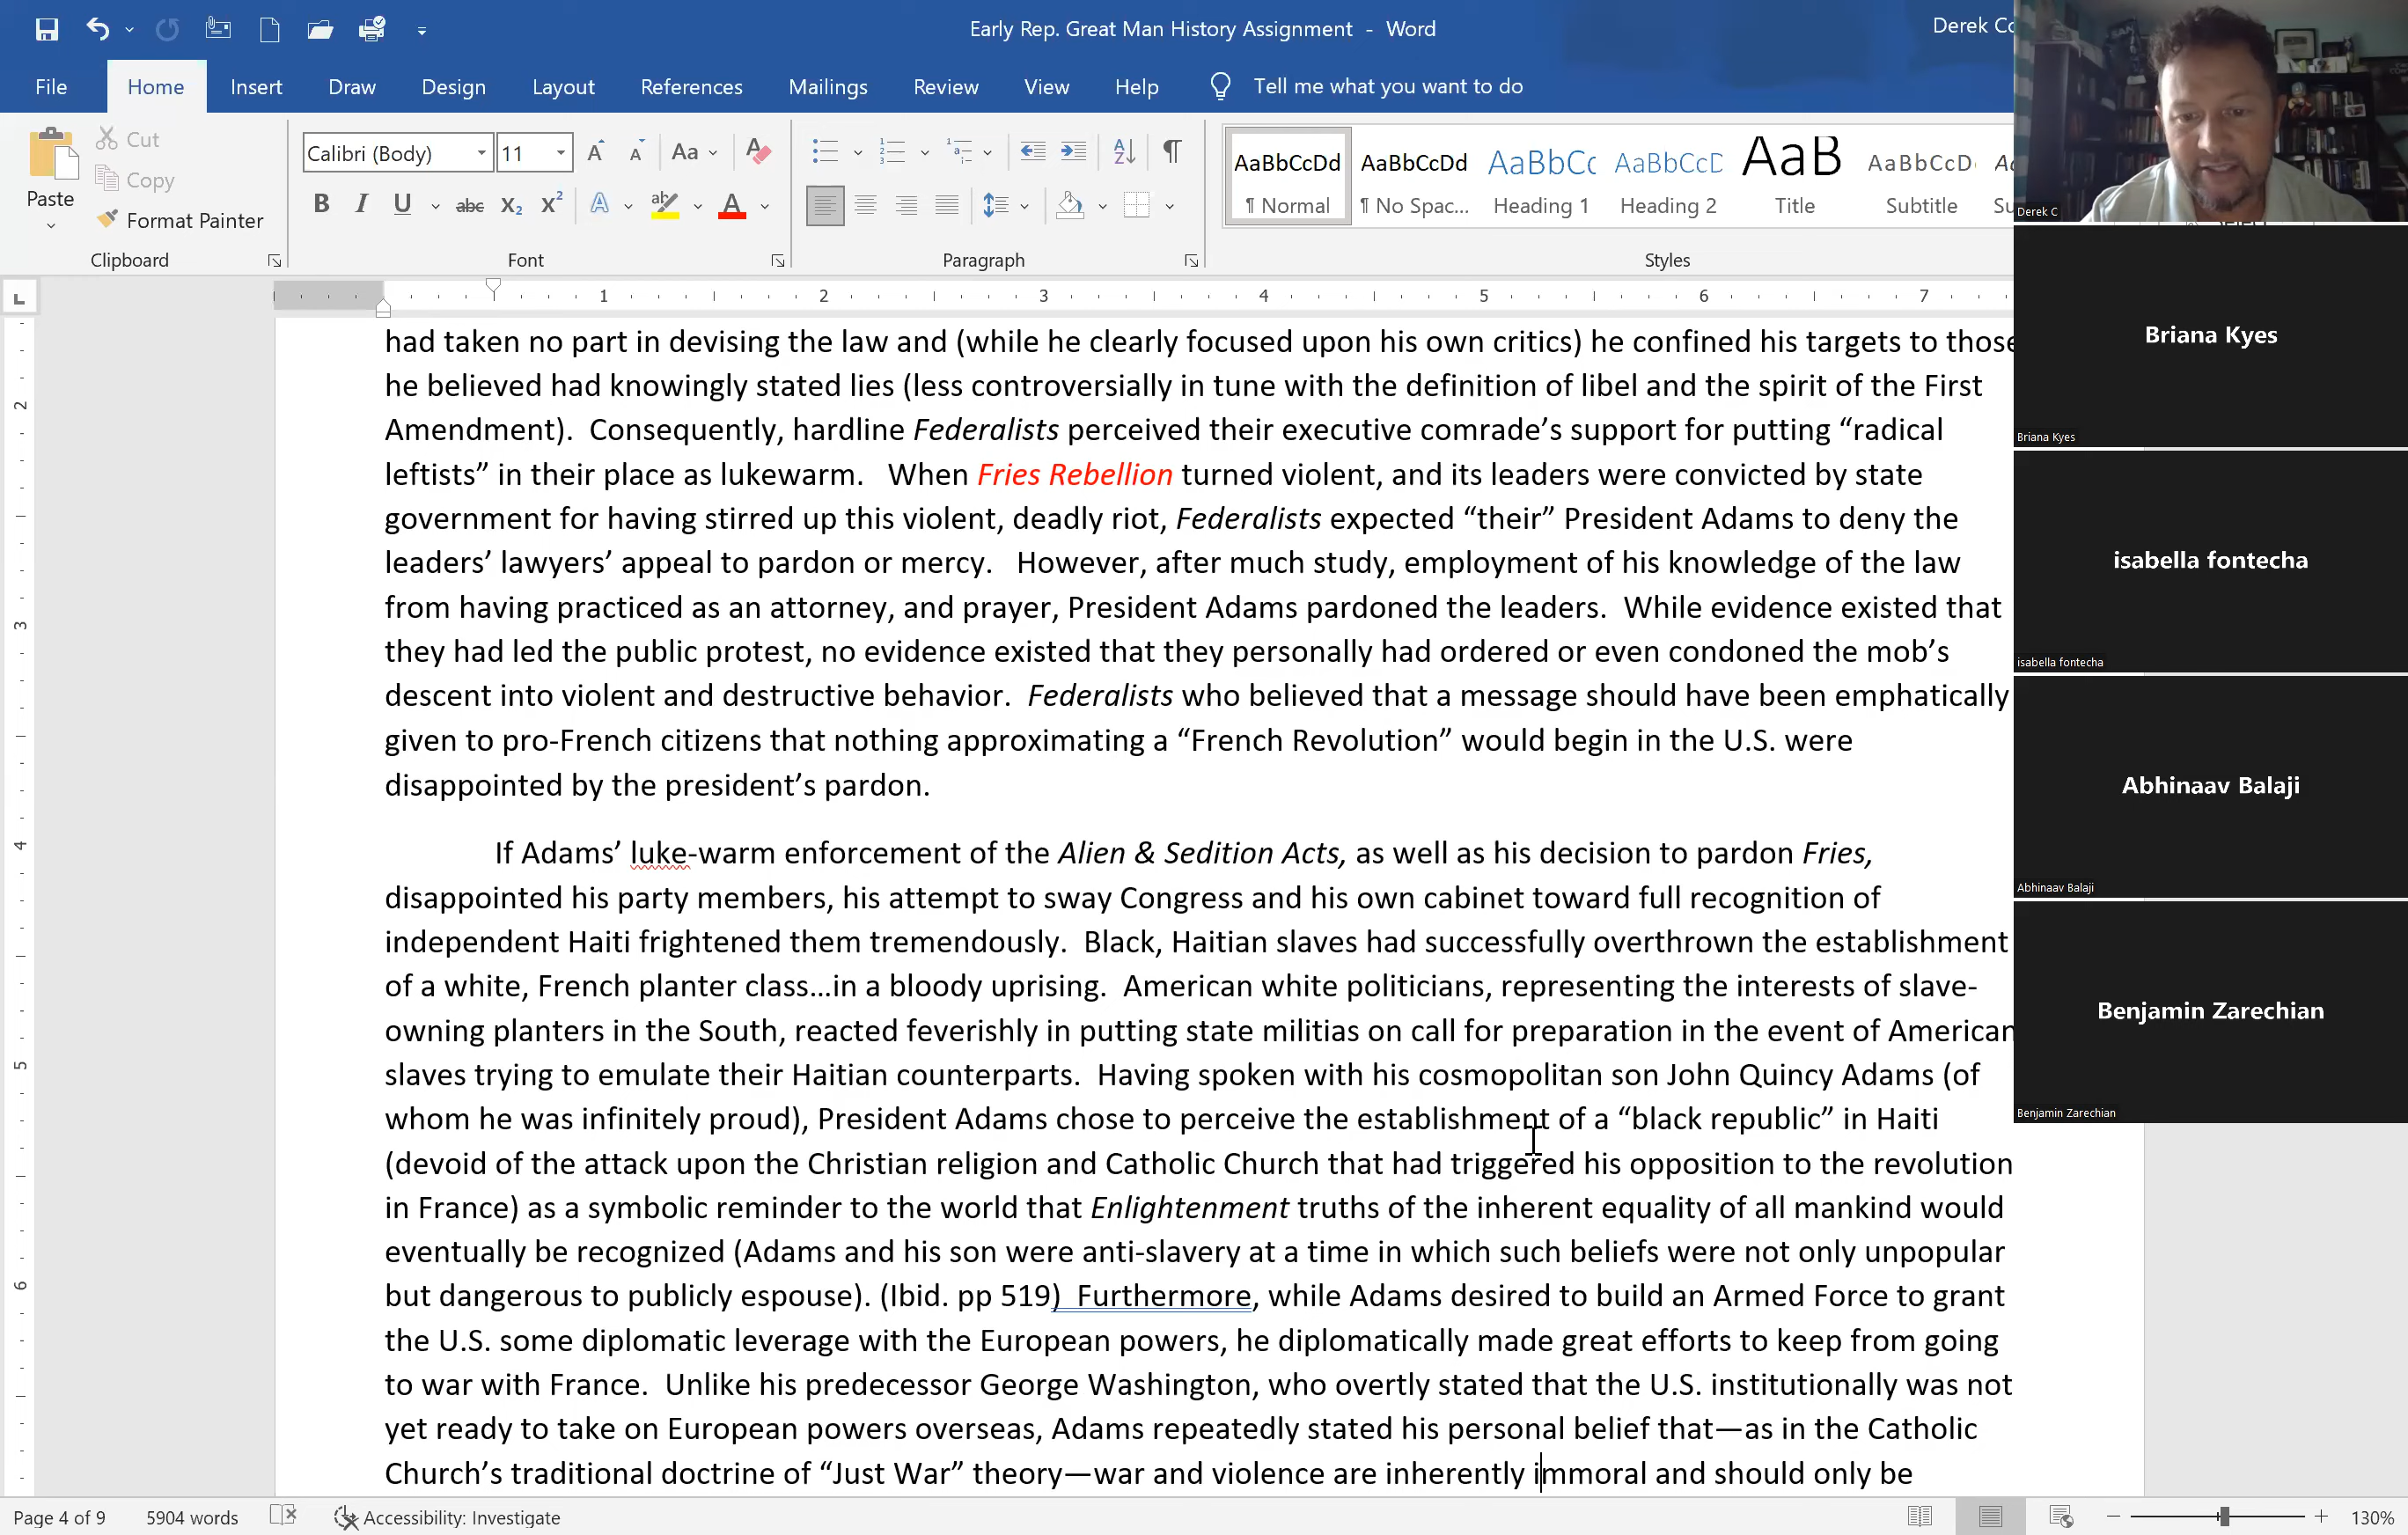 Early Rep. Great Man History Assignment - Word
Derek Co
File Home Insert Draw Design Layout References Mailings Review View Help Tell me what you want to do
Paste
Cut
Copy
Format Painter
Clipboard
Calibri (Body) 11
Font
Paragraph
AaBbCcDd AaBbCcDd AaBbCc AaBbCcD AaB AaBbCcD
¶ Normal ¶ No Spac... Heading 1 Heading 2 Title Subtitle Su
Styles
1 2 3 4 5 6 7
had taken no part in devising the law and (while he clearly focused upon his own critics) he confined his targets to those
he believed had knowingly stated lies (less controversially in tune with the definition of libel and the spirit of the First
Amendment).  Consequently, hardline Federalists perceived their executive comrade’s support for putting “radical
leftists” in their place as lukewarm.   When Fries Rebellion turned violent, and its leaders were convicted by state
government for having stirred up this violent, deadly riot, Federalists expected “their” President Adams to deny the
leaders’ lawyers’ appeal to pardon or mercy.   However, after much study, employment of his knowledge of the law
from having practiced as an attorney, and prayer, President Adams pardoned the leaders.  While evidence existed that
they had led the public protest, no evidence existed that they personally had ordered or even condoned the mob’s
descent into violent and destructive behavior.  Federalists who believed that a message should have been emphatically
given to pro-French citizens that nothing approximating a “French Revolution” would begin in the U.S. were
disappointed by the president’s pardon.
If Adams’ luke-warm enforcement of the Alien & Sedition Acts, as well as his decision to pardon Fries,
disappointed his party members, his attempt to sway Congress and his own cabinet toward full recognition of
independent Haiti frightened them tremendously.  Black, Haitian slaves had successfully overthrown the establishment
of a white, French planter class…in a bloody uprising.  American white politicians, representing the interests of slave-
owning planters in the South, reacted feverishly in putting state militias on call for preparation in the event of American
slaves trying to emulate their Haitian counterparts.  Having spoken with his cosmopolitan son John Quincy Adams (of
whom he was infinitely proud), President Adams chose to perceive the establishment of a “black republic” in Haiti
(devoid of the attack upon the Christian religion and Catholic Church that had triggered his opposition to the revolution
in France) as a symbolic reminder to the world that Enlightenment truths of the inherent equality of all mankind would
eventually be recognized (Adams and his son were anti-slavery at a time in which such beliefs were not only unpopular
but dangerous to publicly espouse). (Ibid. pp 519)  Furthermore, while Adams desired to build an Armed Force to grant
the U.S. some diplomatic leverage with the European powers, he diplomatically made great efforts to keep from going
to war with France.  Unlike his predecessor George Washington, who overtly stated that the U.S. institutionally was not
yet ready to take on European powers overseas, Adams repeatedly stated his personal belief that—as in the Catholic
Church’s traditional doctrine of “Just War” theory—war and violence are inherently immoral and should only be
2
3
4
5
6
Derek C
Briana Kyes
Briana Kyes
isabella fontecha
isabella fontecha
Abhinaav Balaji
Abhinaav Balaji
Benjamin Zarechian
Benjamin Zarechian
Page 4 of 9 5904 words Accessibility: Investigate 130%